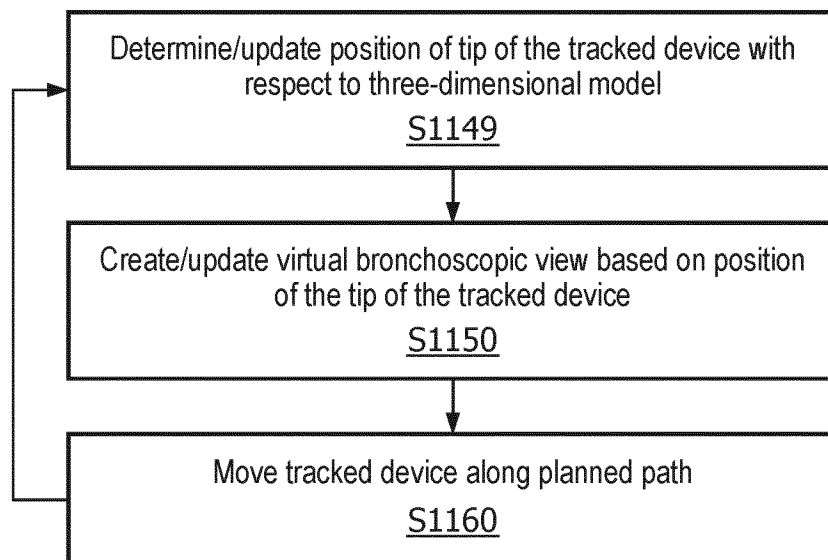 Determine/update position of tip of the tracked device with
respect to three-dimensional model
S1149
Create/update virtual bronchoscopic view based on position
of the tip of the tracked device
S1150
Move tracked device along planned path
S1160